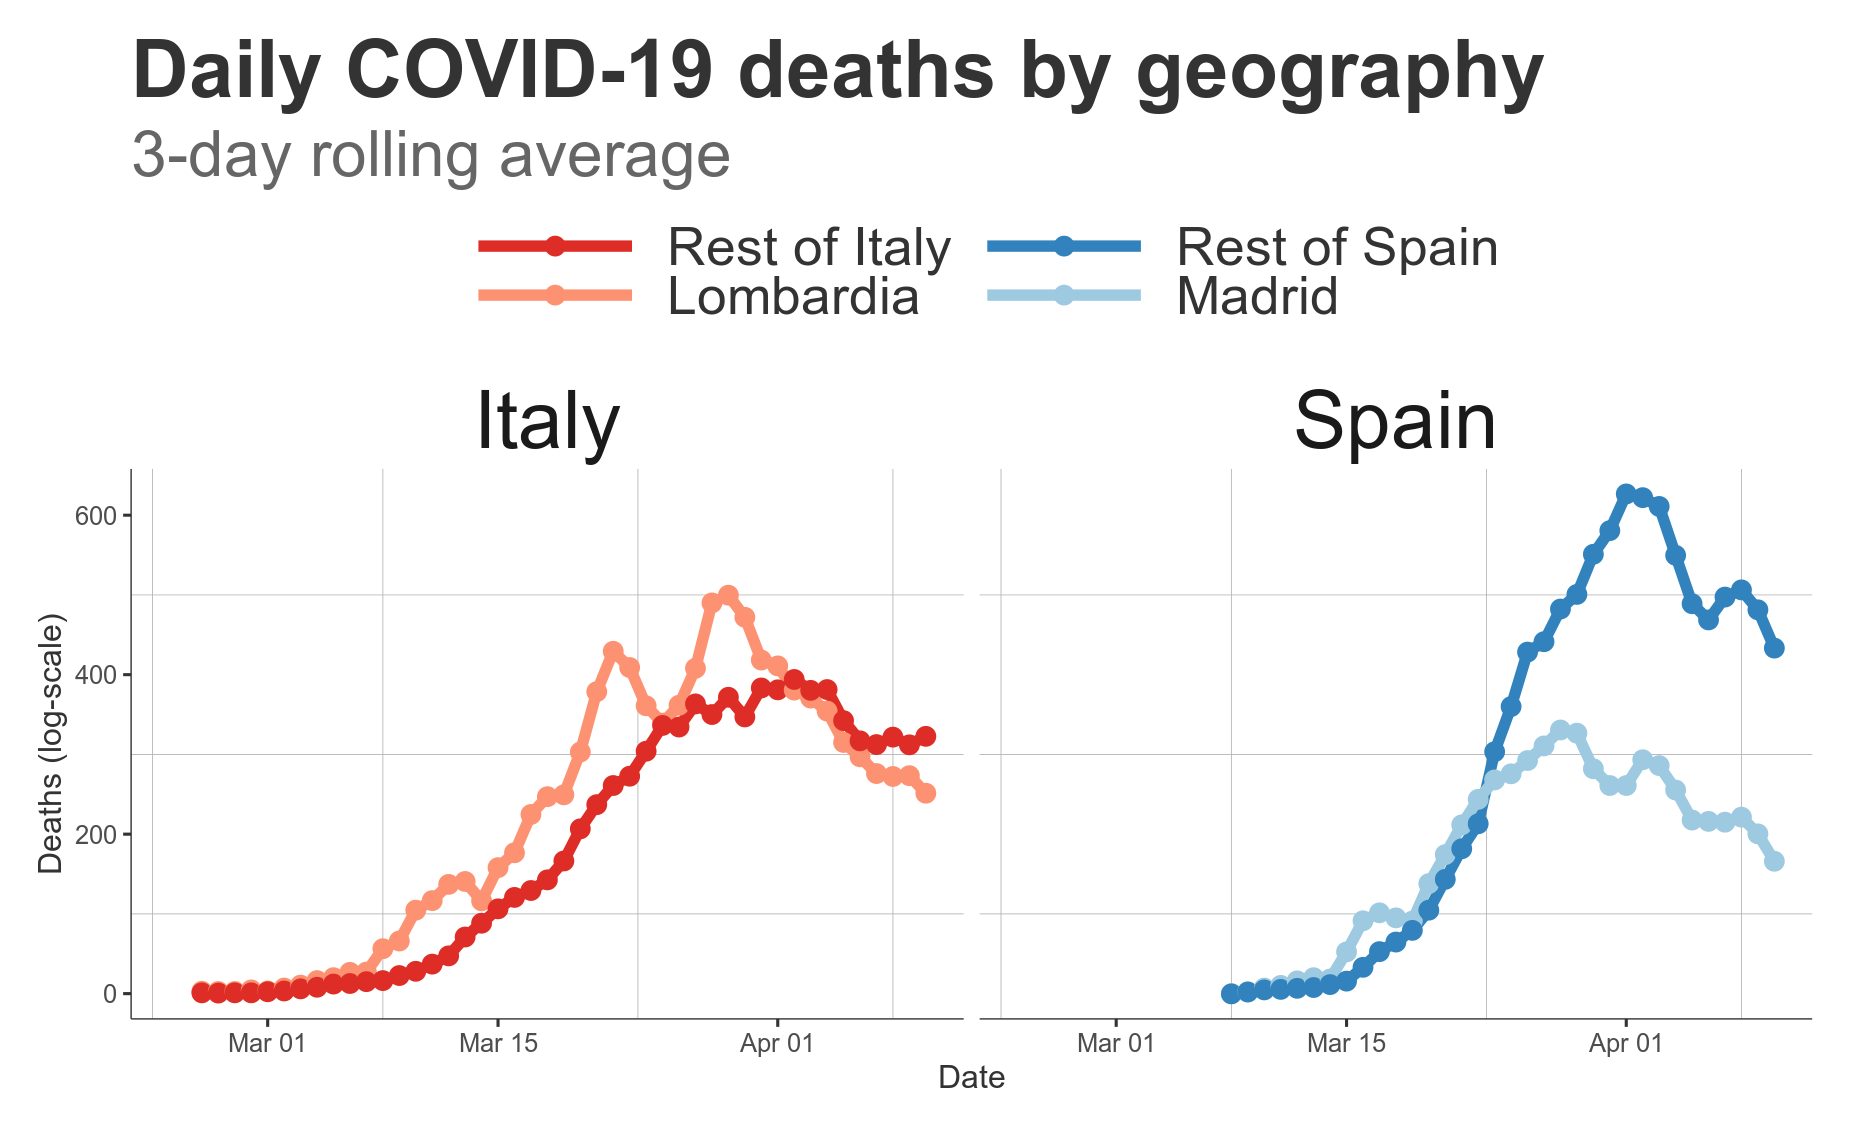 Daily COVID-19 deaths by geography
3-day rolling average
Rest of Italy
Rest of Spain
Lombardia
Madrid
Italy
Spain
Deaths (log-scale)
600
400
200
0
Mar 01
Mar 15
Apr 01
Mar 01
Mar 15
Apr 01
Date